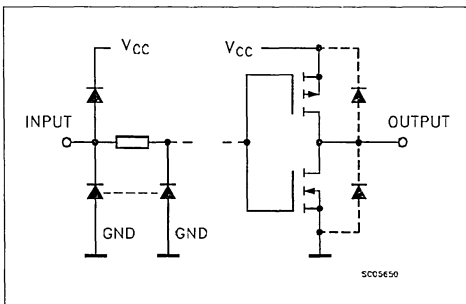 VCC
VCC
INPUT
OUTPUT
GND
GND
SC05650